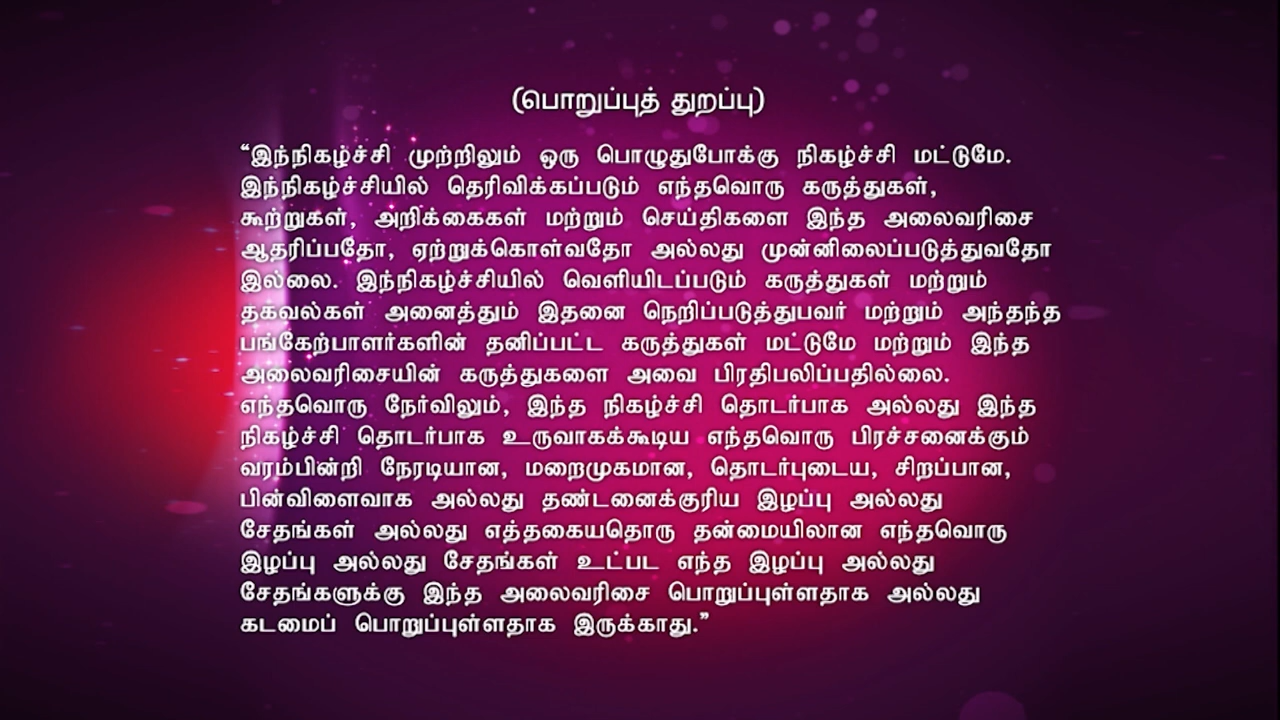 (பொறுப்புத் துறப்பு)
“இந்நிகழ்ச்சி முற்றிலும் ஒரு பொழுதுபோக்கு நிகழ்ச்சி மட்டுமே.
இந்நிகழ்ச்சியில் தெரிவிக்கப்படும் எந்தவொரு கருத்துகள்,
கூற்றுகள், அறிக்கைகள் மற்றும் செய்திகளை இந்த அலைவரிசை
ஆதரிப்பதோ, ஏற்றுக்கொள்வதோ அல்லது முன்னிலைப்படுத்துவதோ
இல்லை. இந்நிகழ்ச்சியில் வெளியிடப்படும் கருத்துகள் மற்றும்
தகவல்கள் அனைத்தும் இதனை நெறிப்படுத்துபவர் மற்றும் அந்தந்த
பங்கேற்பாளர்களின் தனிப்பட்ட கருத்துகள் மட்டுமே மற்றும் இந்த
அலைவரிசையின் கருத்துகளை அவை பிரதிபலிப்பதில்லை.
எந்தவொரு நேர்விலும், இந்த நிகழ்ச்சி தொடர்பாக அல்லது இந்த
நிகழ்ச்சி தொடர்பாக உருவாகக்கூடிய எந்தவொரு பிரச்சனைக்கும்
வரம்பின்றி நேரடியான, மறைமுகமான, தொடர்புடைய, சிறப்பான,
பின்விளைவாக அல்லது தண்டனைக்குரிய இழப்பு அல்லது
சேதங்கள் அல்லது எத்தகையதொரு தன்மையிலான எந்தவொரு
இழப்பு அல்லது சேதங்கள் உட்பட எந்த இழப்பு அல்லது
சேதங்களுக்கு இந்த அலைவரிசை பொறுப்புள்ளதாக அல்லது
கடமைப் பொறுப்புள்ளதாக இருக்காது.”